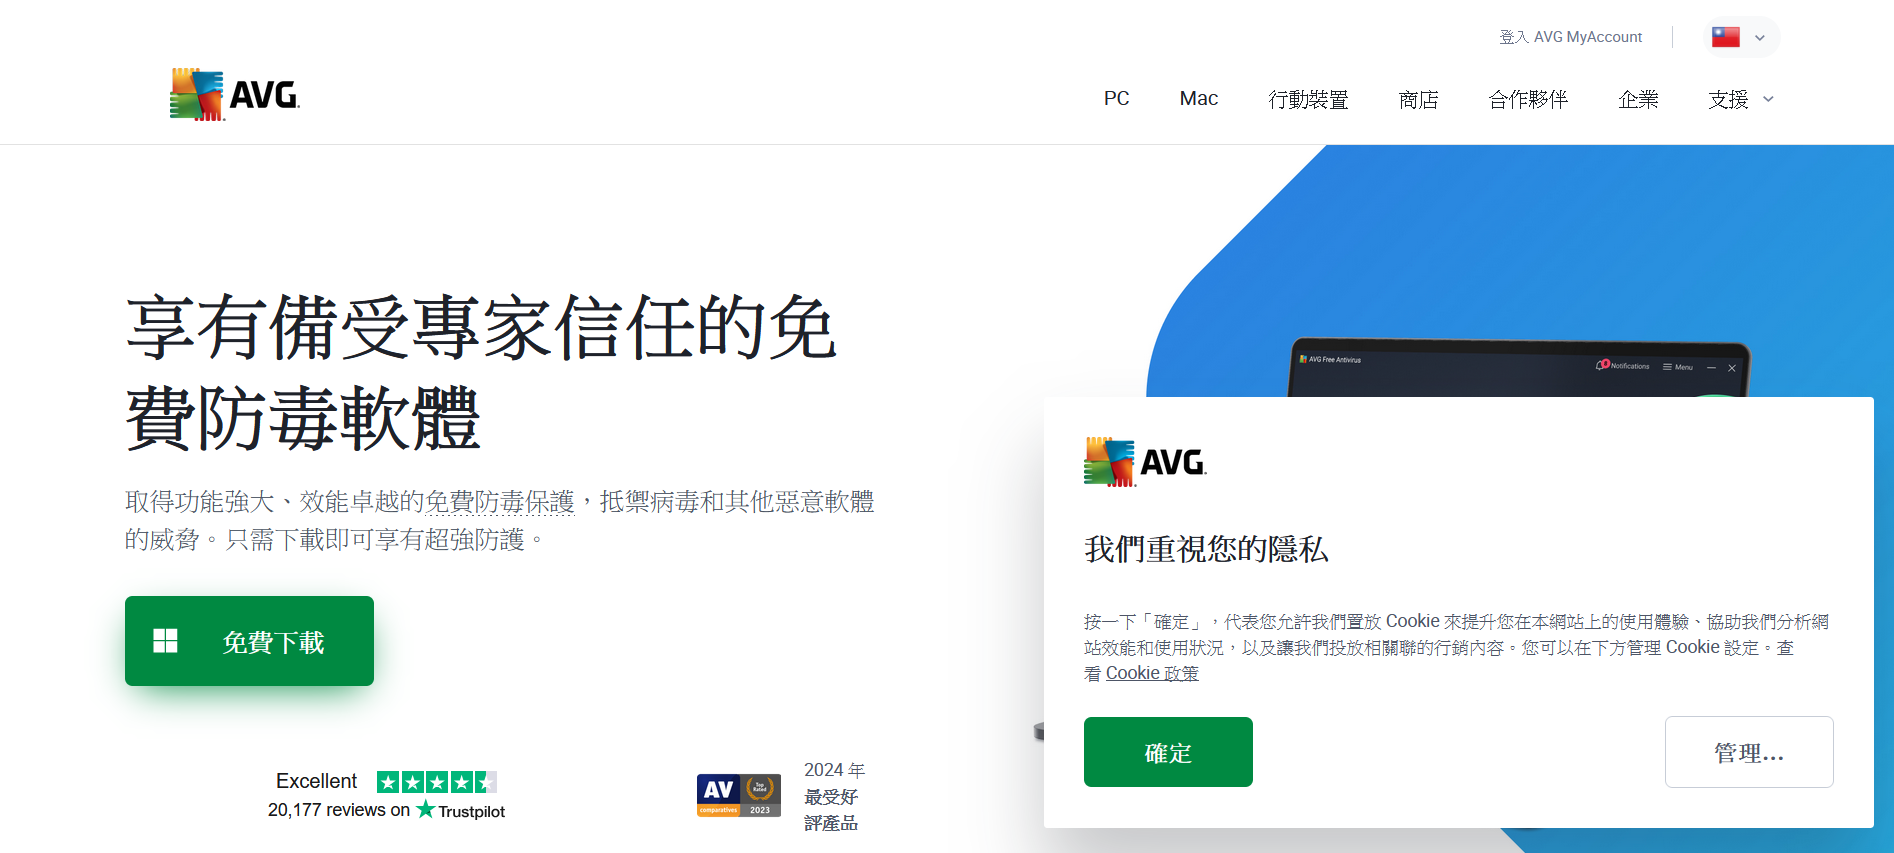 登入 AVG MyAccount
AVG
PC Mac 行動裝置 商店 合作夥伴 企業 支援
享有備受專家信任的免
費防毒軟體
取得功能強大、效能卓越的免費防毒保護，抵禦病毒和其他惡意軟體
的威脅。只需下載即可享有超強防護。
免費下載
Excellent
20,177 reviews on Trustpilot
AV
comparatives
Top
Rated
2023
2024 年
最受好
評產品
AVG Free Antivirus Notifications Menu
AVG
我們重視您的隱私
按一下「確定」，代表您允許我們置放 Cookie 來提升您在本網站上的使用體驗、協助我們分析網
站效能和使用狀況，以及讓我們投放相關聯的行銷內容。您可以在下方管理 Cookie 設定。查
看 Cookie 政策
確定
管理...